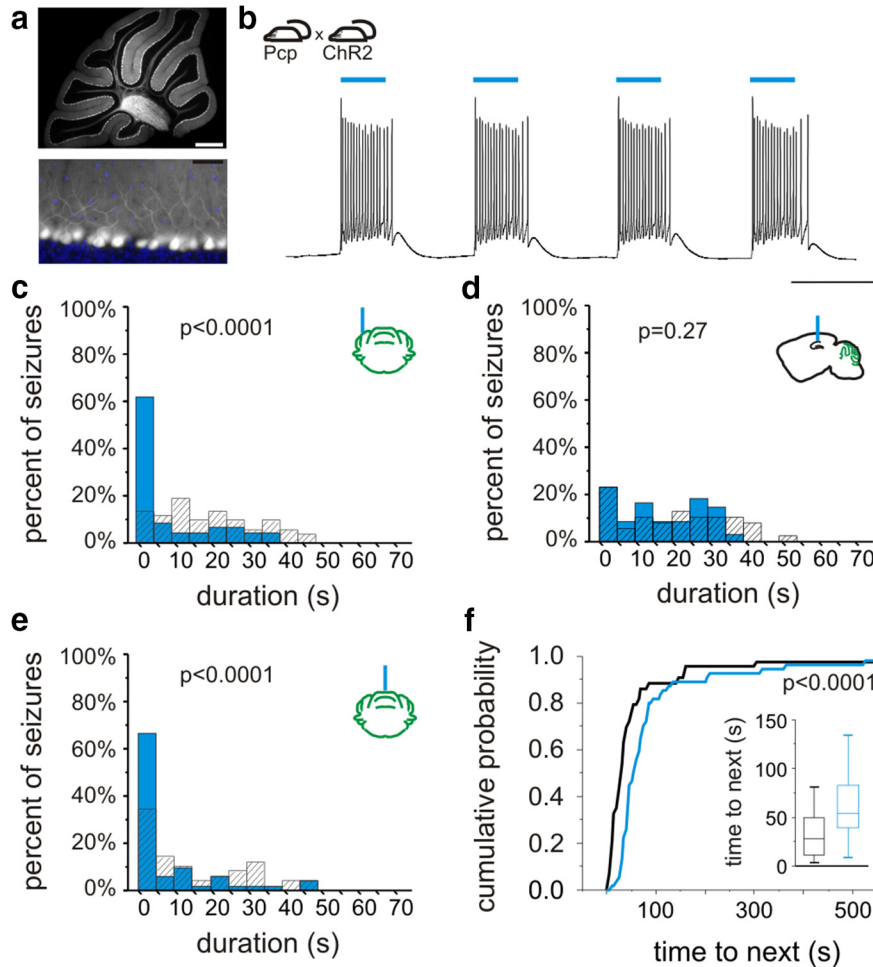 a
b
Pcp x ChR2
c
100%
80%
60%
40%
20%
0%
percent of seizures
p<0.0001
0 10 20 30 40 50 60 70
duration (s)
d
100%
80%
60%
40%
20%
0%
percent of seizures
p=0.27
0 10 20 30 40 50 60 70
duration (s)
e
100%
80%
60%
40%
20%
0%
percent of seizures
p<0.0001
0 10 20 30 40 50 60 70
duration (s)
f
1.0
0.8
0.6
0.4
0.2
0.0
cumulative probability
p<0.0001
150
100
50
0
time to next (s)
100 300 500
time to next (s)